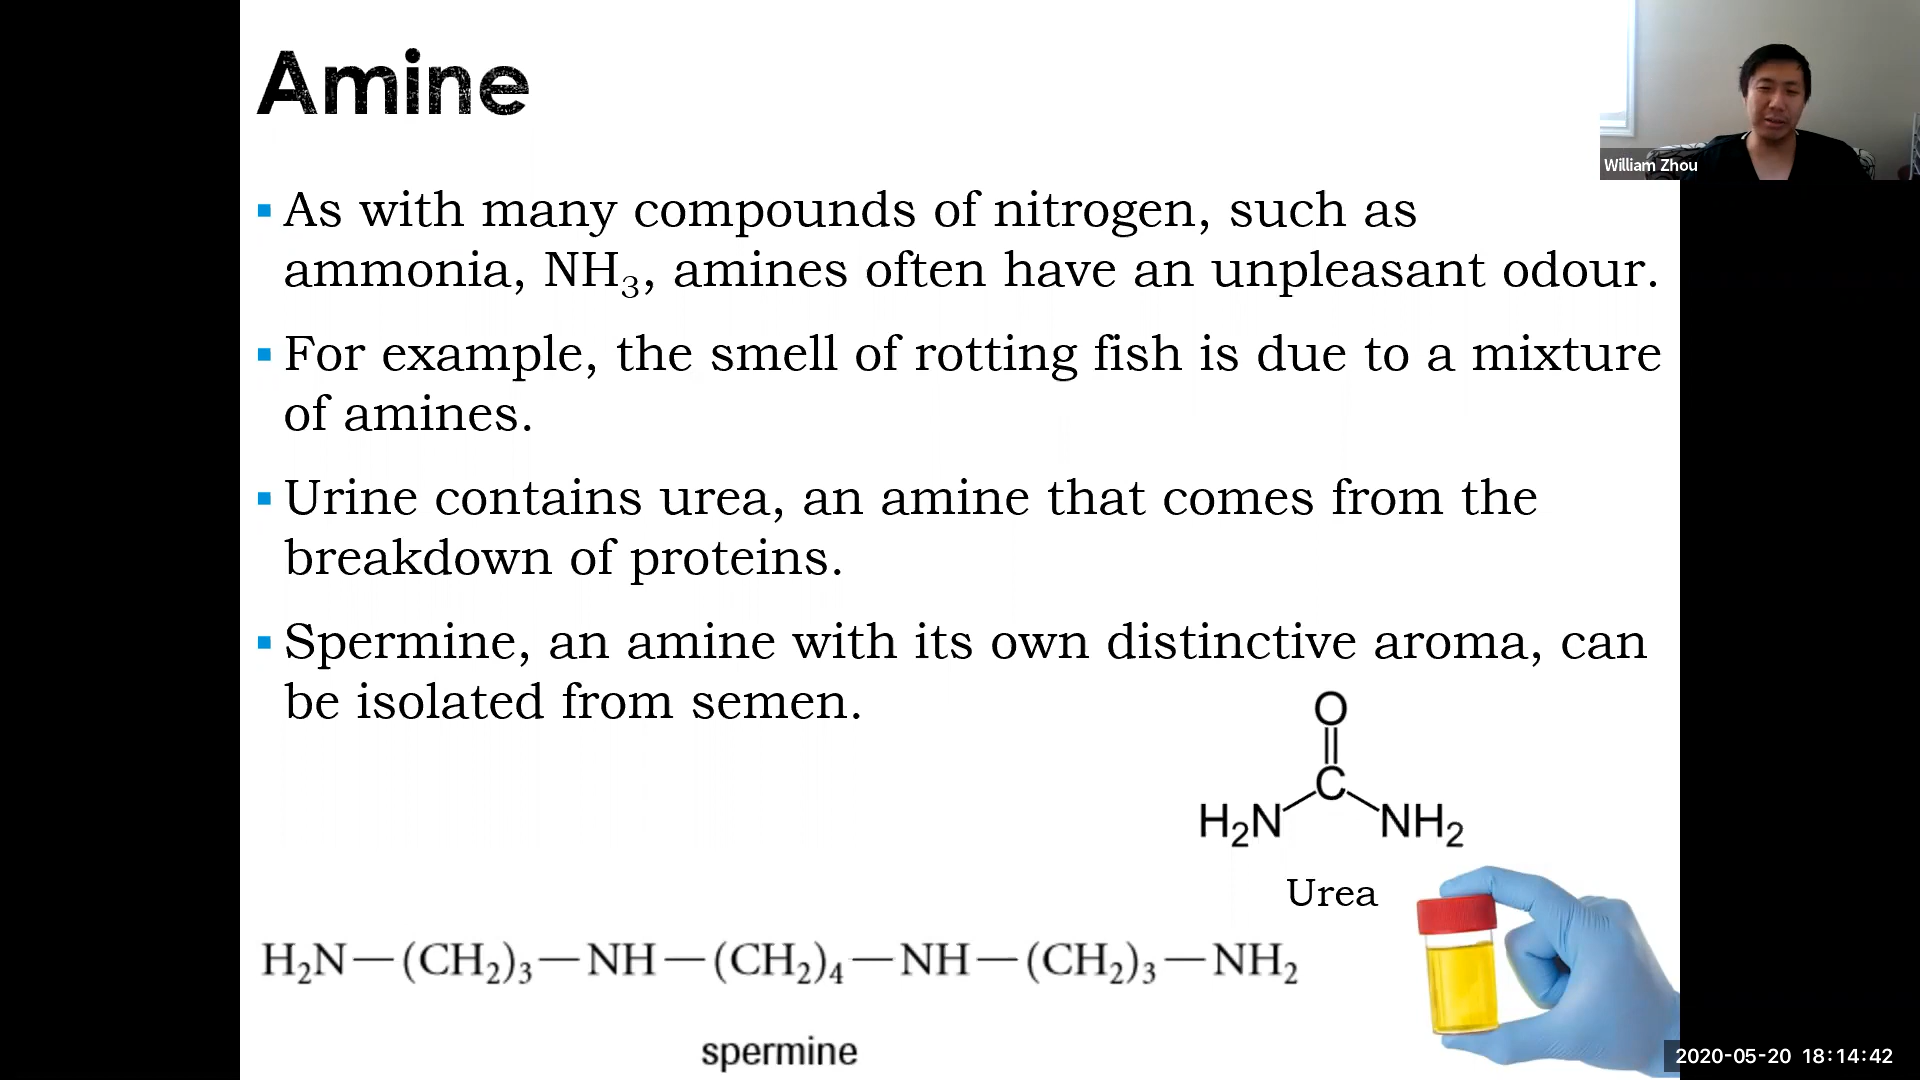 Amine
William Zhou
▪ As with many compounds of nitrogen, such as
ammonia, NH₃, amines often have an unpleasant odour.
▪ For example, the smell of rotting fish is due to a mixture
of amines.
▪ Urine contains urea, an amine that comes from the
breakdown of proteins.
▪ Spermine, an amine with its own distinctive aroma, can
be isolated from semen.
O
C
H₂N NH₂
Urea
H₂N—(CH₂)₃—NH—(CH₂)₄—NH—(CH₂)₃—NH₂
spermine
2020-05-20 18:14:42